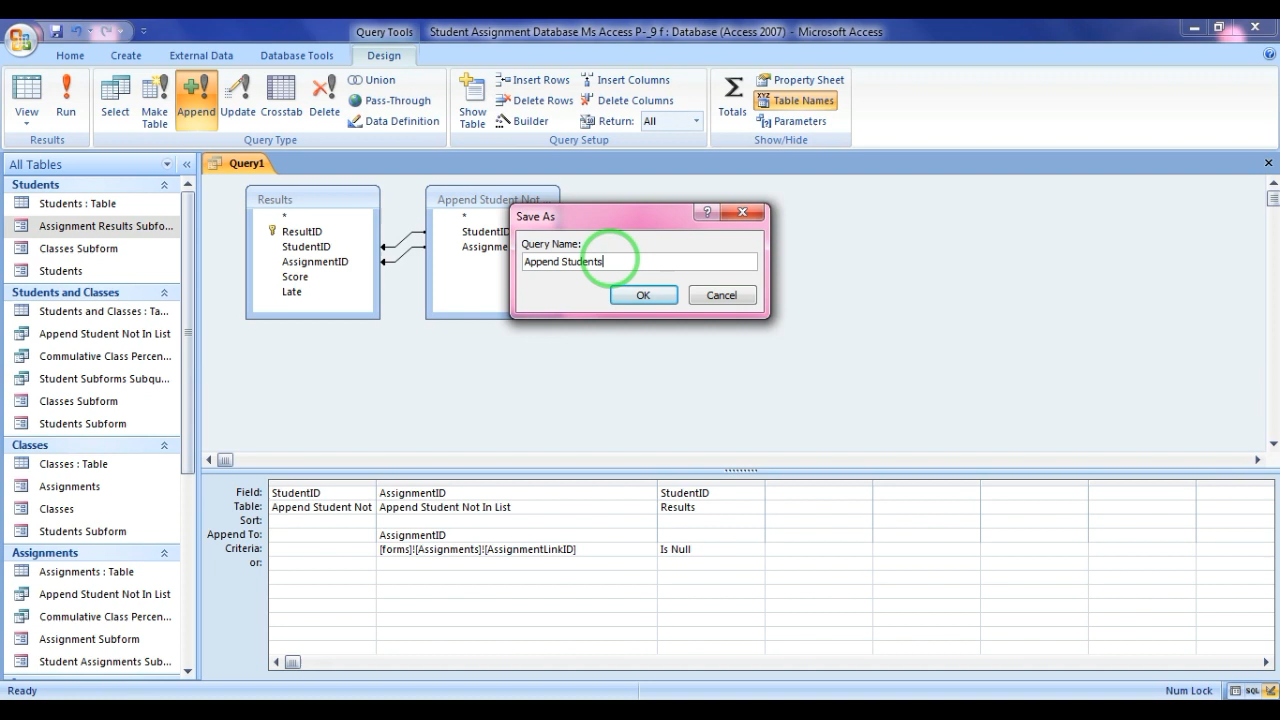 Query Tools
Student Assignment Database Ms Access P-_9 f : Database (Access 2007) - Microsoft Access
Home Create External Data Database Tools Design
View
Run
Results
Select
Make Table
Append
Update
Crosstab
Delete
Union
Pass-Through
Data Definition
Query Type
Show Table
Insert Rows
Delete Rows
Builder
Insert Columns
Delete Columns
Return: All
Query Setup
Totals
Property Sheet
Table Names
Parameters
Show/Hide
All Tables
Students
Students : Table
Assignment Results Subfo...
Classes Subform
Students
Students and Classes
Students and Classes : Ta...
Append Student Not In List
Commulative Class Percen...
Student Subforms Subqu...
Classes Subform
Students Subform
Classes
Classes : Table
Assignments
Classes
Students Subform
Assignments
Assignments : Table
Append Student Not In List
Commulative Class Percen...
Assignment Subform
Student Assignments Sub...
Query1
Results
*
ResultID
StudentID
AssignmentID
Score
Late
Append Student Not
*
StudentID
Assignme
Save As
Query Name:
Append Students
OK Cancel
Field: StudentID AssignmentID StudentID
Table: Append Student Not Append Student Not In List Results
Sort:
Append To: AssignmentID
Criteria: [forms]![Assignments]![AssignmentLinkID] Is Null
or:
Ready
Num Lock
SQL